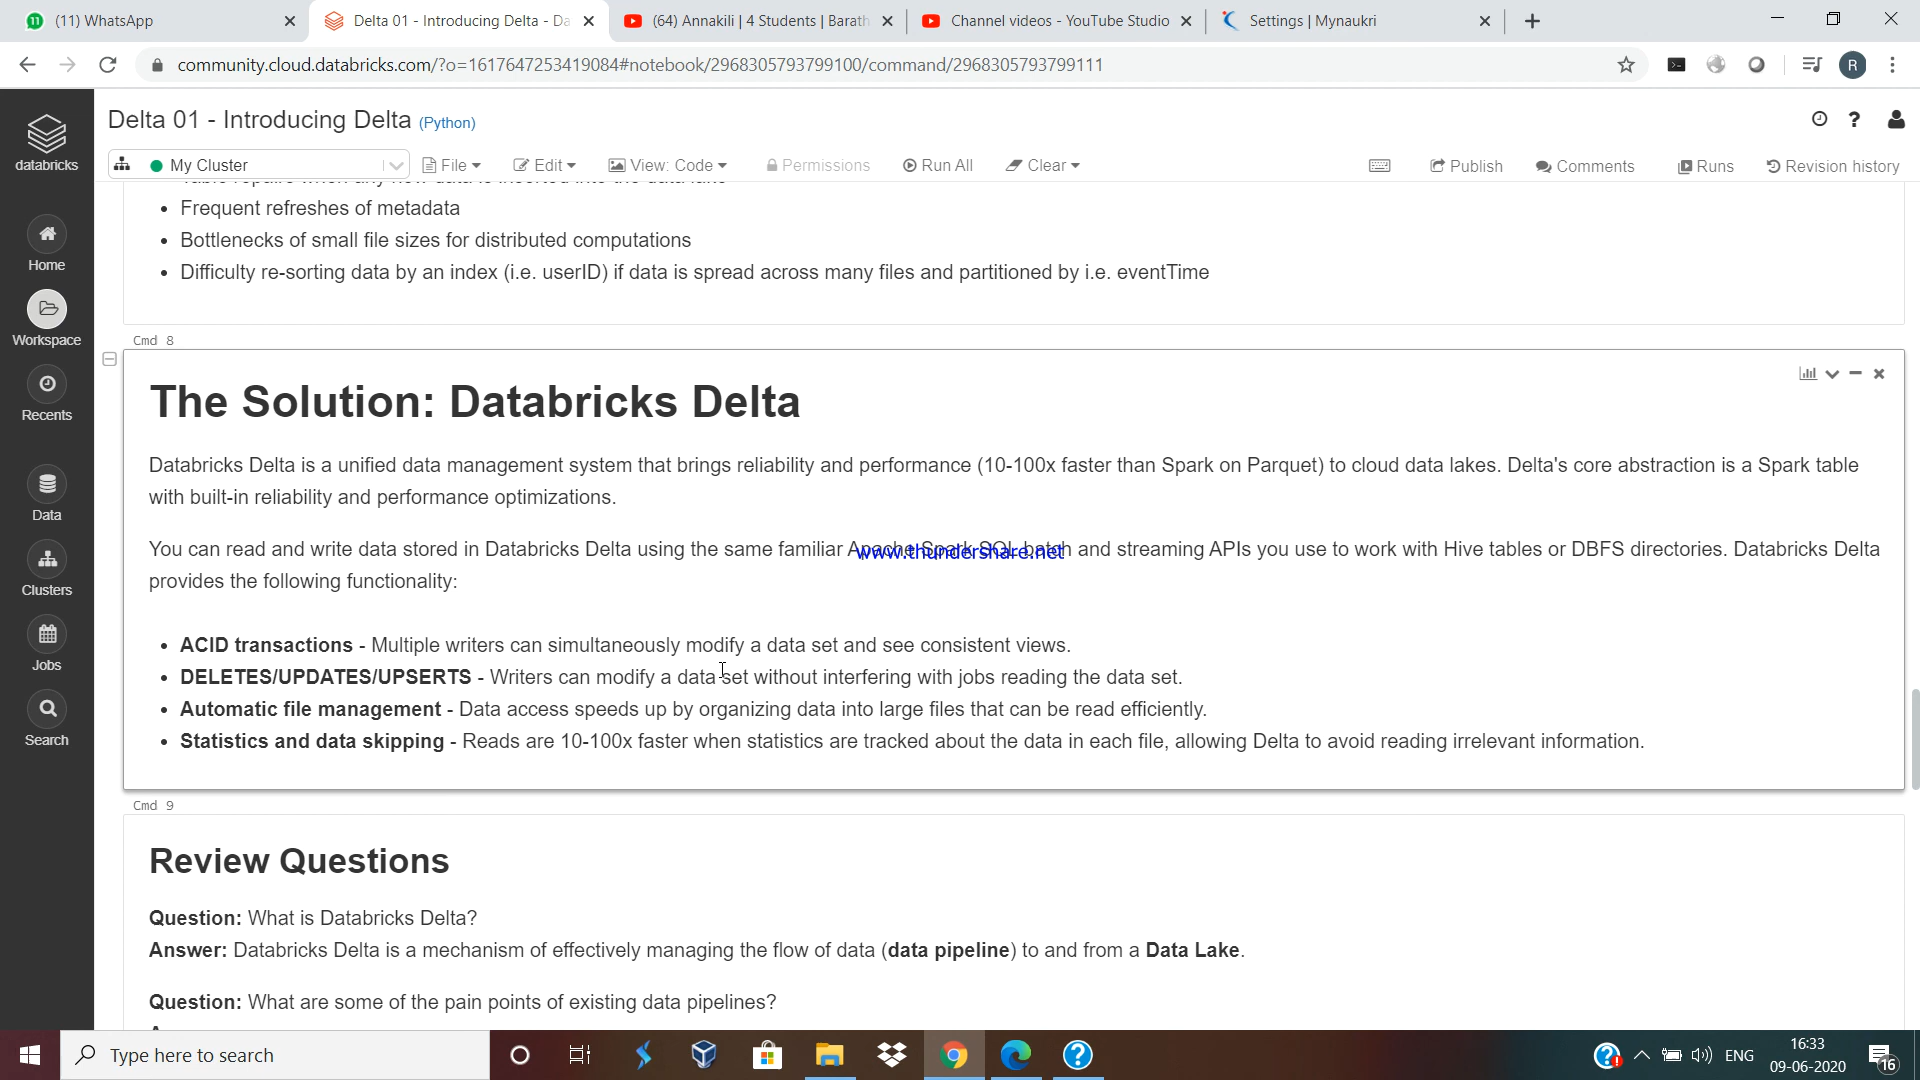 11
(11) WhatsApp
Delta 01 - Introducing Delta - Da
(64) Annakili | 4 Students | Barath
Channel videos - YouTube Studio
Settings | Mynaukri
community.cloud.databricks.com/?o=1617647253419084#notebook/2968305793799100/command/2968305793799111
R
databricks
Home
Workspace
Recents
Data
Clusters
Jobs
Search
Delta 01 - Introducing Delta (Python)
My Cluster
File
Edit
View: Code
Permissions
Run All
Clear
Publish
Comments
Runs
Revision history
Table repairs when any new data is inserted into the data lake
• Frequent refreshes of metadata
• Bottlenecks of small file sizes for distributed computations
• Difficulty re-sorting data by an index (i.e. userID) if data is spread across many files and partitioned by i.e. eventTime
Cmd 8
The Solution: Databricks Delta
Databricks Delta is a unified data management system that brings reliability and performance (10-100x faster than Spark on Parquet) to cloud data lakes. Delta's core abstraction is a Spark table
with built-in reliability and performance optimizations.
You can read and write data stored in Databricks Delta using the same familiar Apache Spark SQL batch and streaming APIs you use to work with Hive tables or DBFS directories. Databricks Delta
www.thundershare.net
provides the following functionality:
• ACID transactions - Multiple writers can simultaneously modify a data set and see consistent views.
• DELETES/UPDATES/UPSERTS - Writers can modify a data set without interfering with jobs reading the data set.
• Automatic file management - Data access speeds up by organizing data into large files that can be read efficiently.
• Statistics and data skipping - Reads are 10-100x faster when statistics are tracked about the data in each file, allowing Delta to avoid reading irrelevant information.
Cmd 9
Review Questions
Question: What is Databricks Delta?
Answer: Databricks Delta is a mechanism of effectively managing the flow of data (data pipeline) to and from a Data Lake.
Question: What are some of the pain points of existing data pipelines?
Type here to search
ENG
16:33
09-06-2020
16